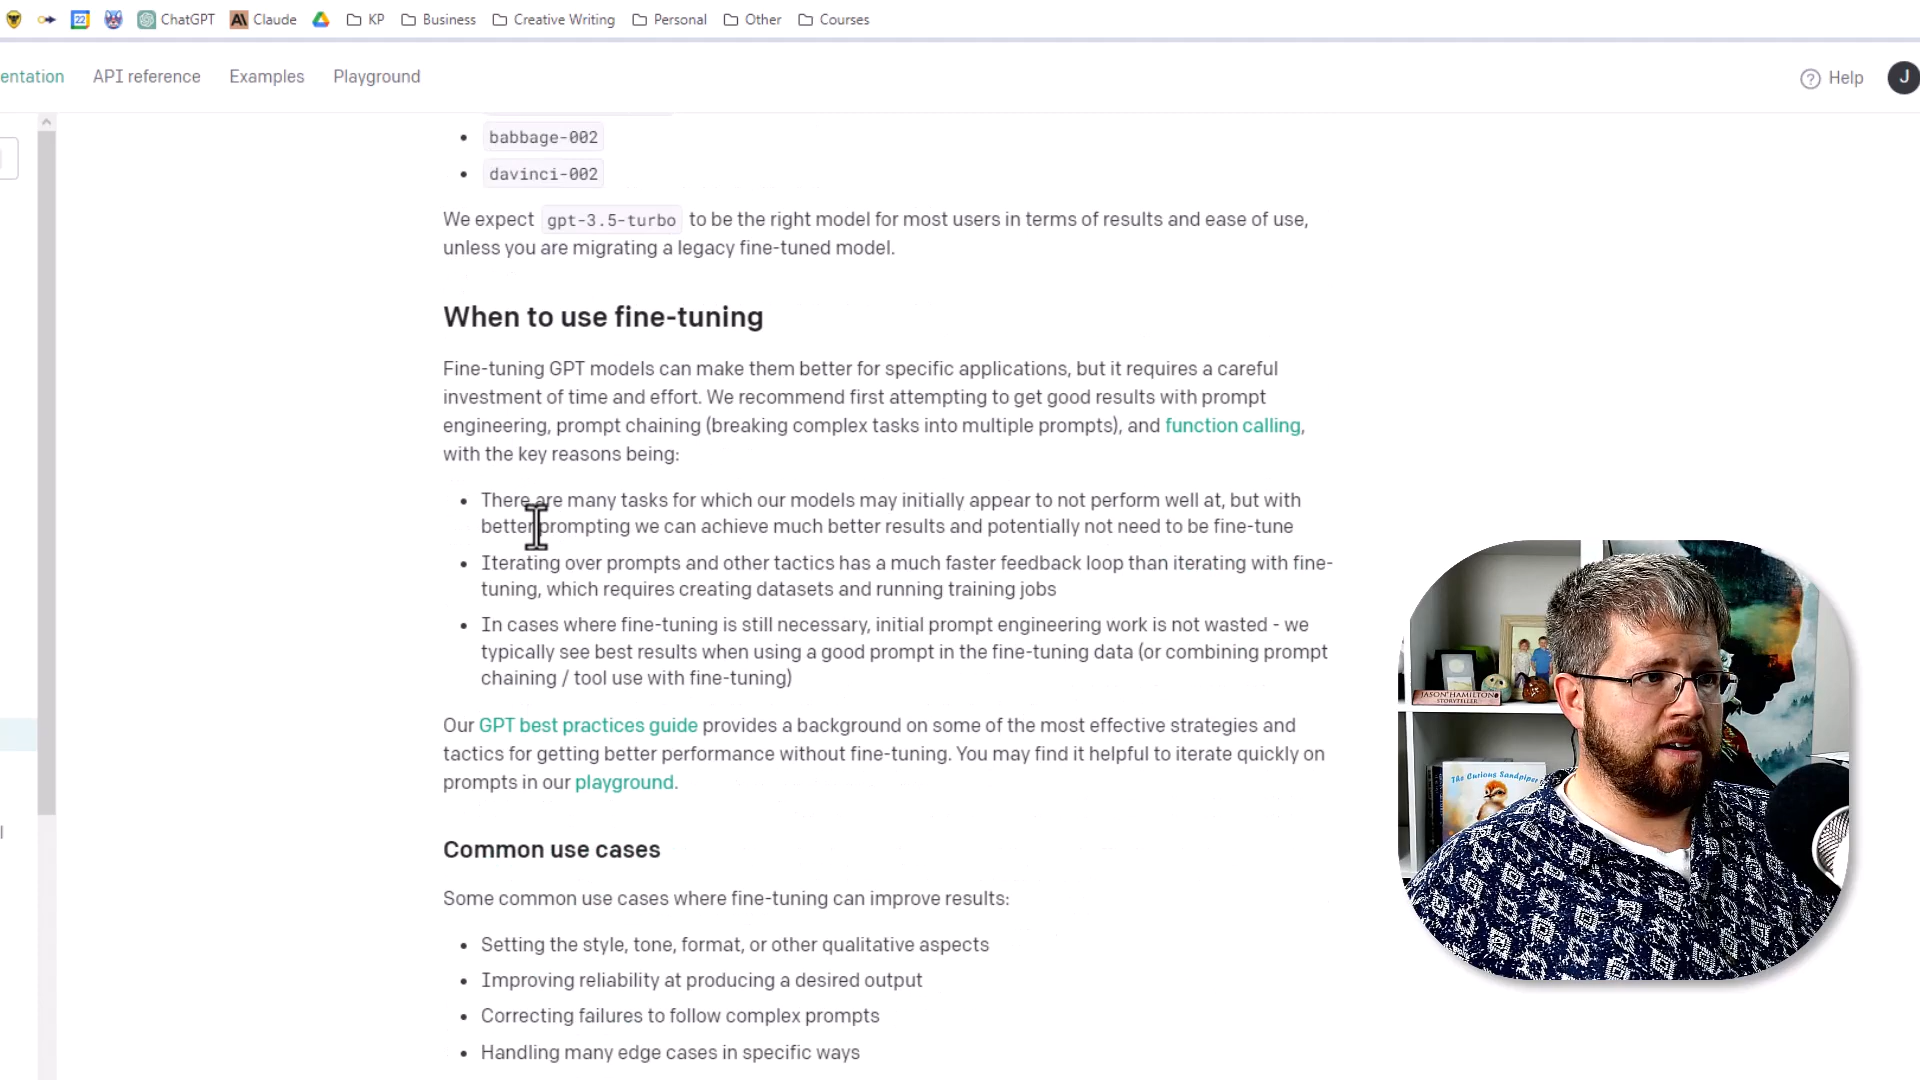 22 ChatGPT Claude KP Business Creative Writing Personal Other Courses
entation API reference Examples Playground Help J
babbage-002
davinci-002
We expect gpt-3.5-turbo to be the right model for most users in terms of results and ease of use,
unless you are migrating a legacy fine-tuned model.
When to use fine-tuning
Fine-tuning GPT models can make them better for specific applications, but it requires a careful
investment of time and effort. We recommend first attempting to get good results with prompt
engineering, prompt chaining (breaking complex tasks into multiple prompts), and function calling,
with the key reasons being:
There are many tasks for which our models may initially appear to not perform well at, but with
better prompting we can achieve much better results and potentially not need to be fine-tune
Iterating over prompts and other tactics has a much faster feedback loop than iterating with fine-
tuning, which requires creating datasets and running training jobs
In cases where fine-tuning is still necessary, initial prompt engineering work is not wasted - we
typically see best results when using a good prompt in the fine-tuning data (or combining prompt
chaining / tool use with fine-tuning)
Our GPT best practices guide provides a background on some of the most effective strategies and
tactics for getting better performance without fine-tuning. You may find it helpful to iterate quickly on
prompts in our playground.
Common use cases
Some common use cases where fine-tuning can improve results:
Setting the style, tone, format, or other qualitative aspects
Improving reliability at producing a desired output
Correcting failures to follow complex prompts
Handling many edge cases in specific ways
JASON HAMILTON
STORYTELLER
The Curious Sandpiper